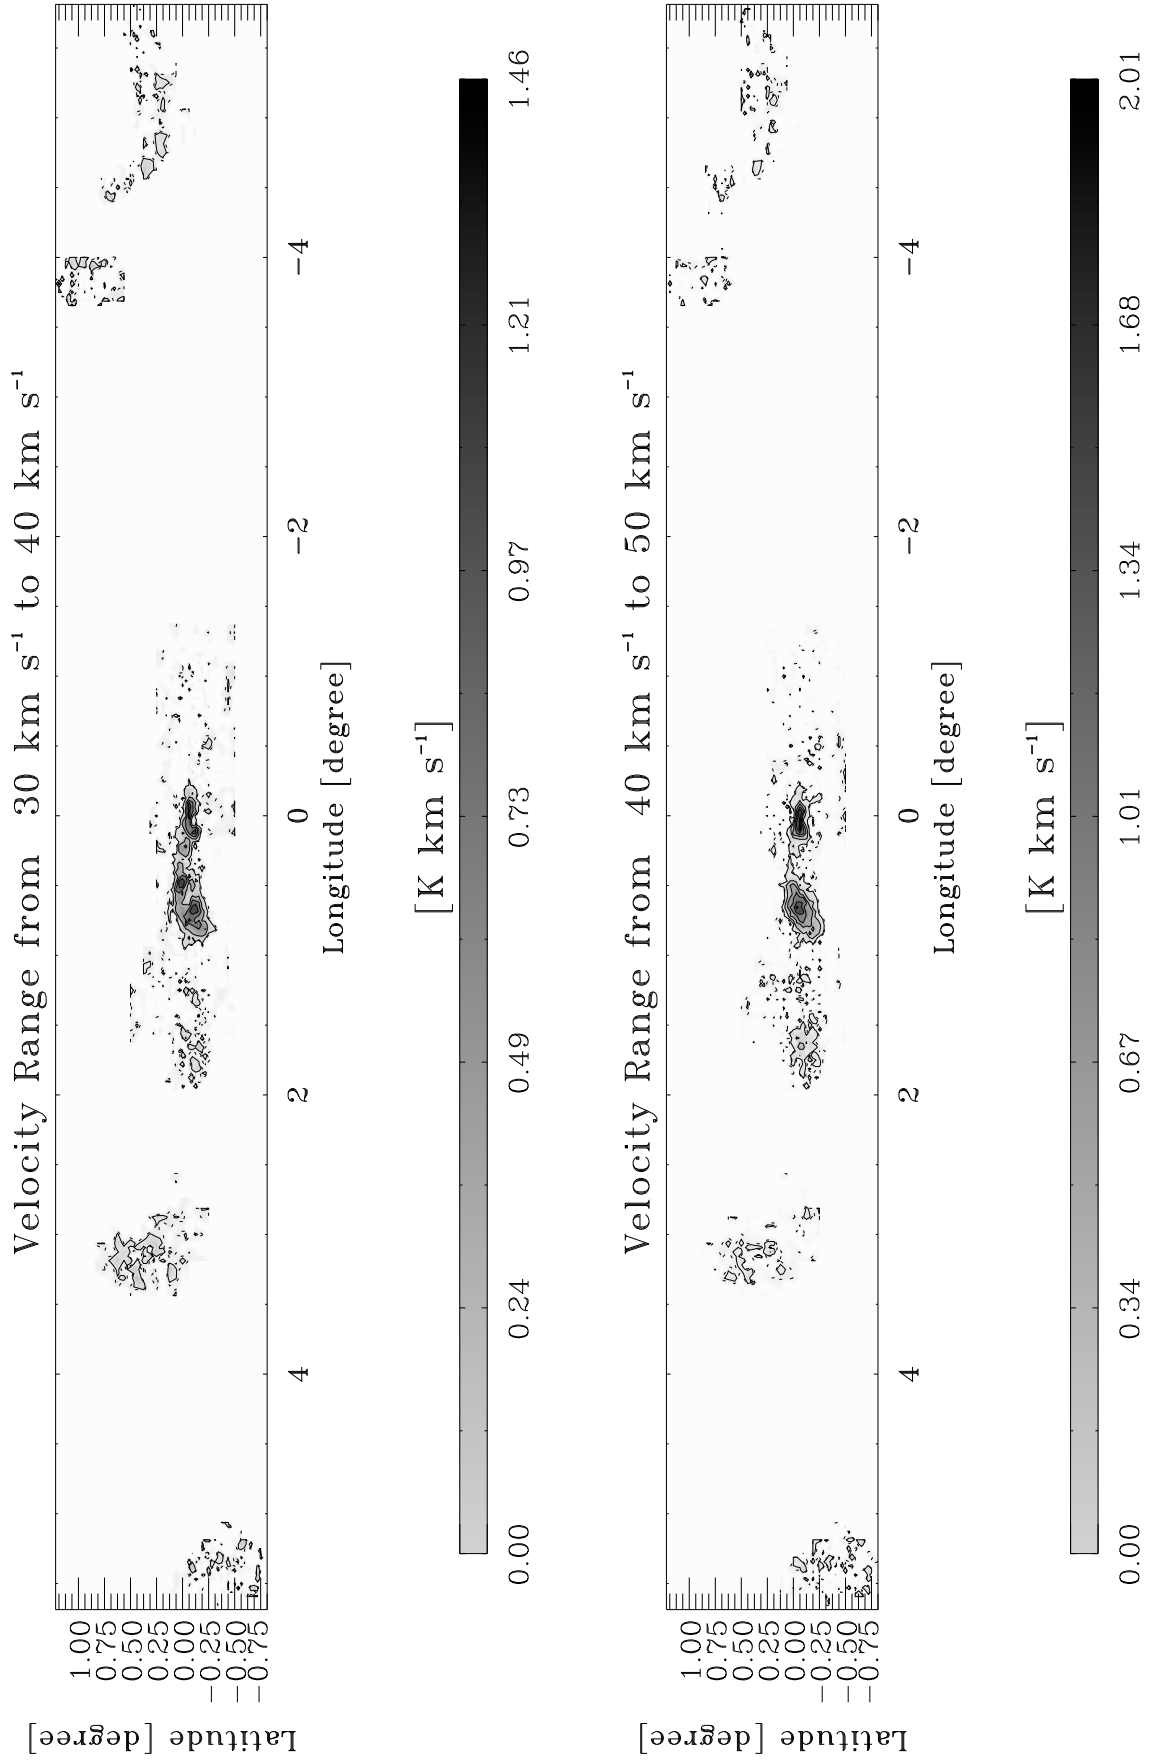 Velocity Range from 30 km s⁻¹ to 40 km s⁻¹
Latitude [degree]
1.00
0.75
0.50
0.25
0.00
−0.25
−0.50
−0.75
4 2 0 −2 −4
Longitude [degree]
[K km s⁻¹]
0.00 0.24 0.49 0.73 0.97 1.21 1.46
Velocity Range from 40 km s⁻¹ to 50 km s⁻¹
Latitude [degree]
1.00
0.75
0.50
0.25
0.00
−0.25
−0.50
−0.75
4 2 0 −2 −4
Longitude [degree]
[K km s⁻¹]
0.00 0.34 0.67 1.01 1.34 1.68 2.01